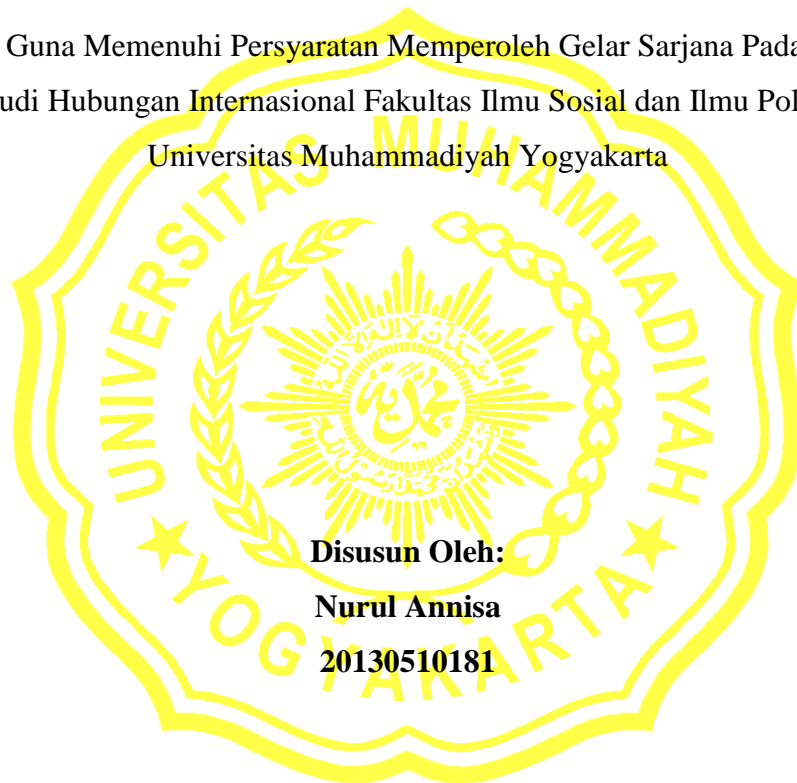 Guna Memenuhi Persyaratan Memperoleh Gelar Sarjana Pada
udi Hubungan Internasional Fakultas Ilmu Sosial dan Ilmu Pol
Universitas Muhammadiyah Yogyakarta
UNIVERSITAS MUHAMMADIYAH
محمدية
Disusun Oleh:
Nurul Annisa
20130510181
★ YOGYAKARTA ★